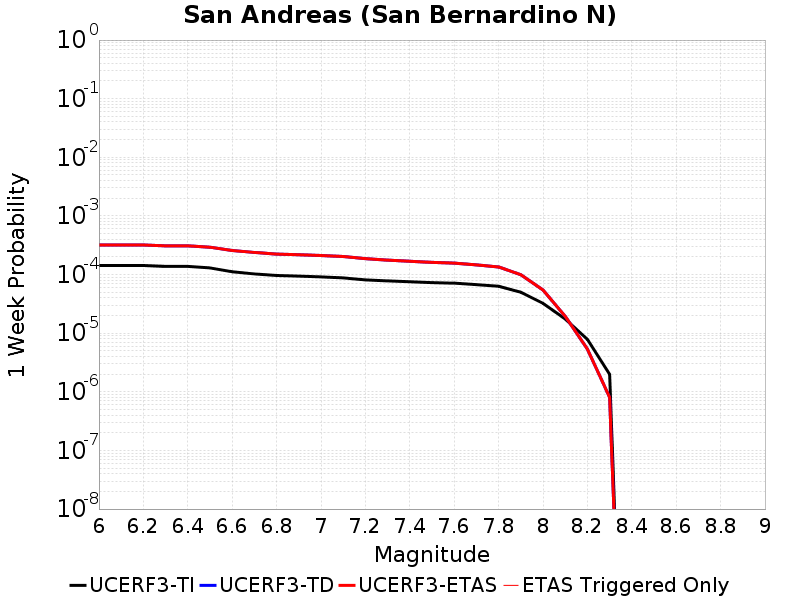 San Andreas (San Bernardino N)
10^0
10^-1
10^-2
10^-3
10^-4
10^-5
10^-6
10^-7
10^-8
1 Week Probability
6 6.2 6.4 6.6 6.8 7 7.2 7.4 7.6 7.8 8 8.2 8.4 8.6 8.8 9
Magnitude
UCERF3-TI UCERF3-TD UCERF3-ETAS ETAS Triggered Only